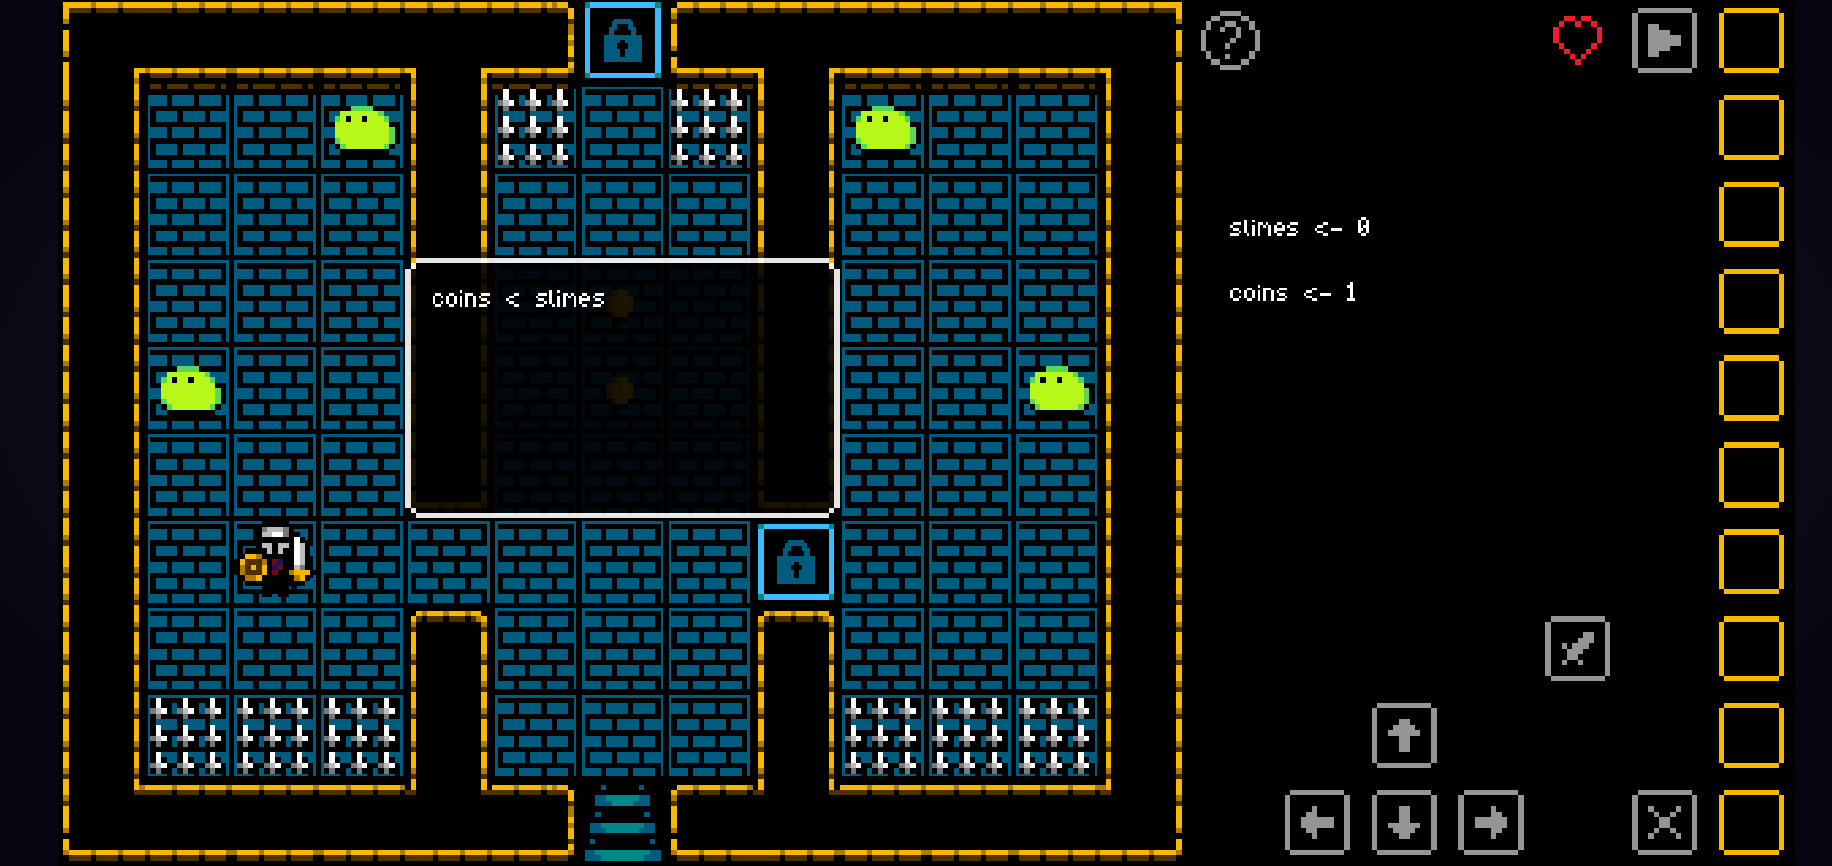 coins < slimes
slimes <- 0
coins <- 1
?